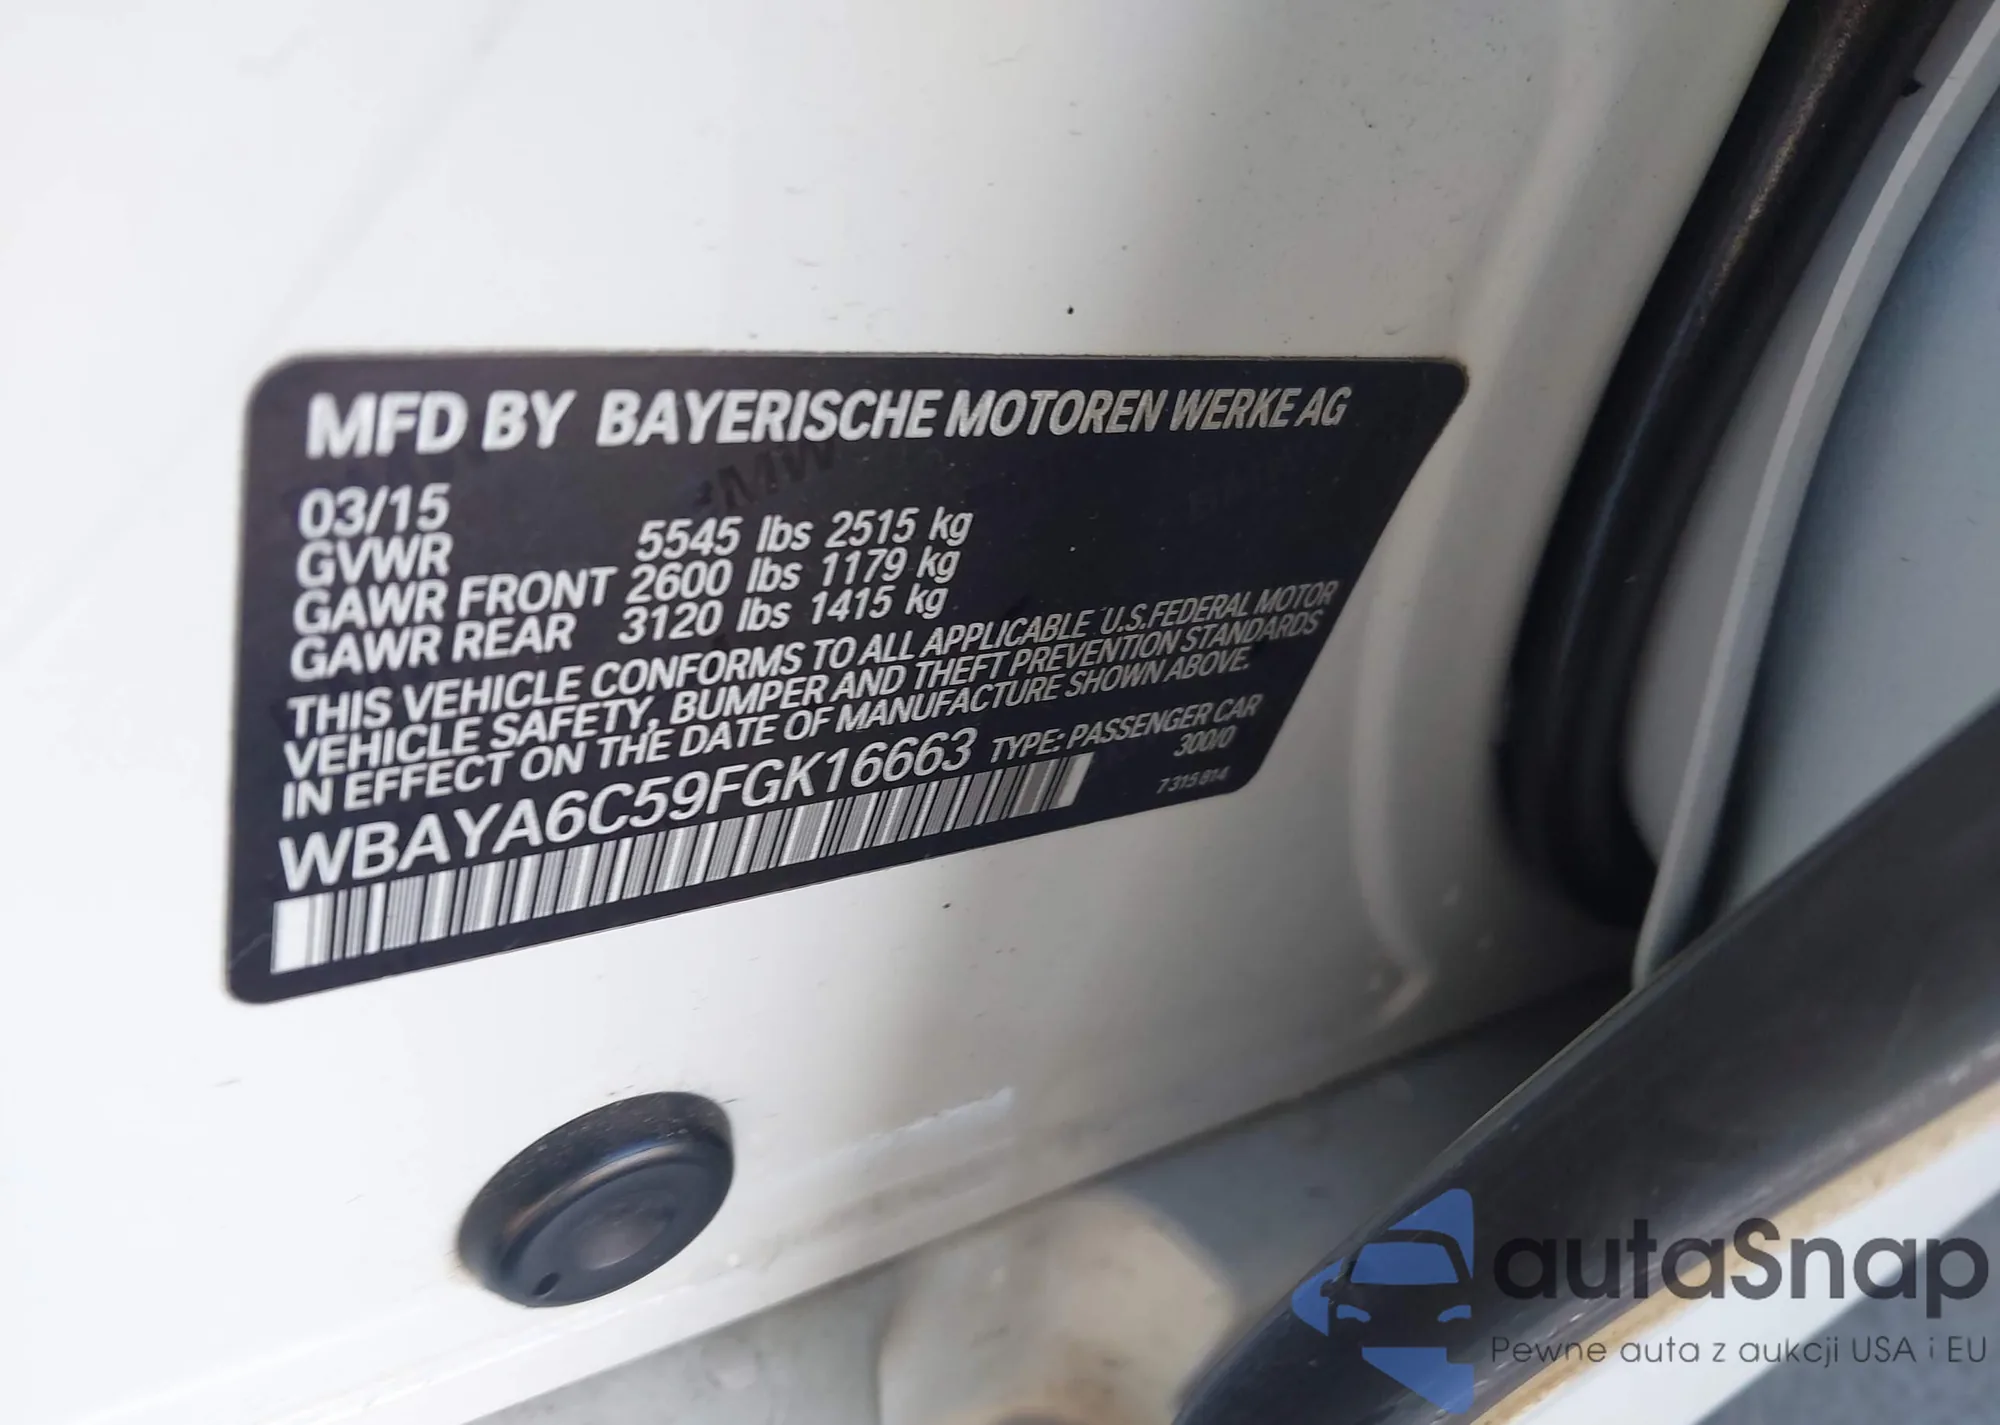 MFD BY BAYERISCHE MOTOREN WERKE AG
03/15
GVWR 5545 lbs 2515 kg
GAWR FRONT 2600 lbs 1179 kg
GAWR REAR 3120 lbs 1415 kg
THIS VEHICLE CONFORMS TO ALL APPLICABLE U.S.FEDERAL MOTOR
VEHICLE SAFETY, BUMPER AND THEFT PREVENTION STANDARDS
IN EFFECT ON THE DATE OF MANUFACTURE SHOWN ABOVE.
WBAYA6C59FGK16663 TYPE: PASSENGER CAR
300/0
7 315 814
autaSnap
Pewne auta z aukcji USA i EU